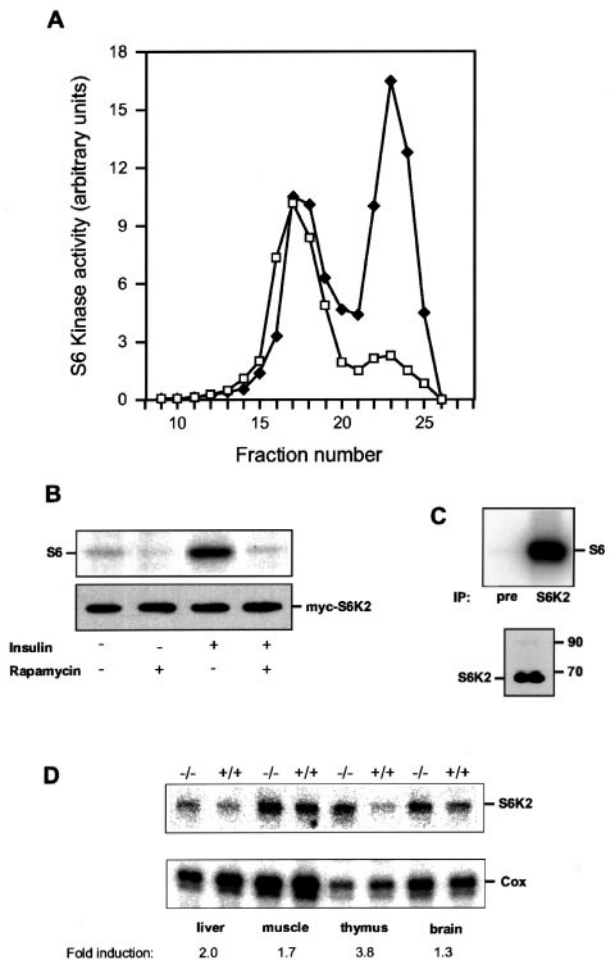 A
S6 Kinase activity (arbitrary units)
18
15
12
9
6
3
0
10 15 20 25
Fraction number
B
S6
myc-S6K2
Insulin - - + +
Rapamycin - + - +
C
S6
IP: pre S6K2
90
S6K2 70
D
-/- +/+ -/- +/+ -/- +/+ -/- +/+
S6K2
Cox
liver muscle thymus brain
Fold induction: 2.0 1.7 3.8 1.3